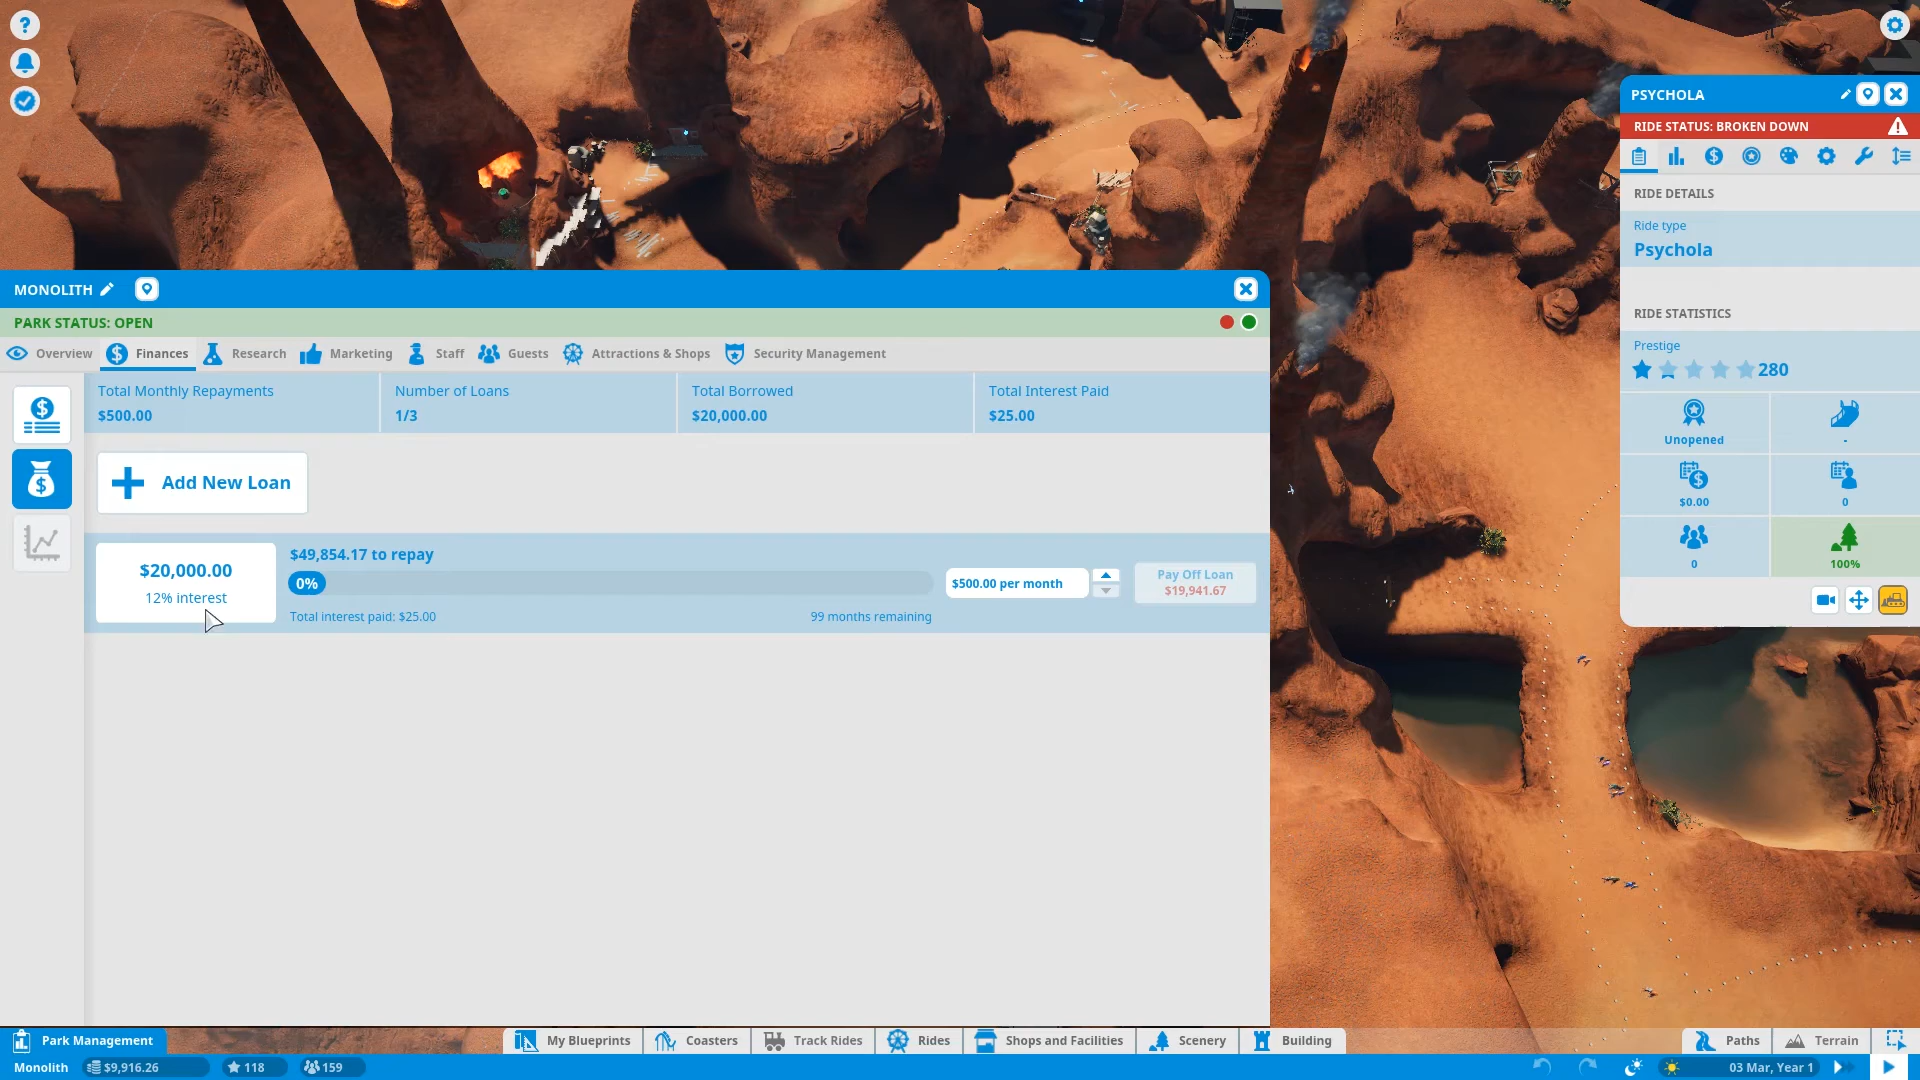 ?
PSYCHOLA
RIDE STATUS: BROKEN DOWN
RIDE DETAILS
Ride type
Psychola
RIDE STATISTICS
Prestige
280
Unopened
-
$0.00
0
0
100%
MONOLITH
PARK STATUS: OPEN
Overview
Finances
Research
Marketing
Staff
Guests
Attractions & Shops
Security Management
Total Monthly Repayments
$500.00
Number of Loans
1/3
Total Borrowed
$20,000.00
Total Interest Paid
$25.00
Add New Loan
$20,000.00
12% interest
$49,854.17 to repay
0%
Total interest paid: $25.00
99 months remaining
$500.00 per month
Pay Off Loan
$19,941.67
Park Management
My Blueprints
Coasters
Track Rides
Rides
Shops and Facilities
Scenery
Building
Paths
Terrain
Monolith
$9,916.26
118
159
03 Mar, Year 1